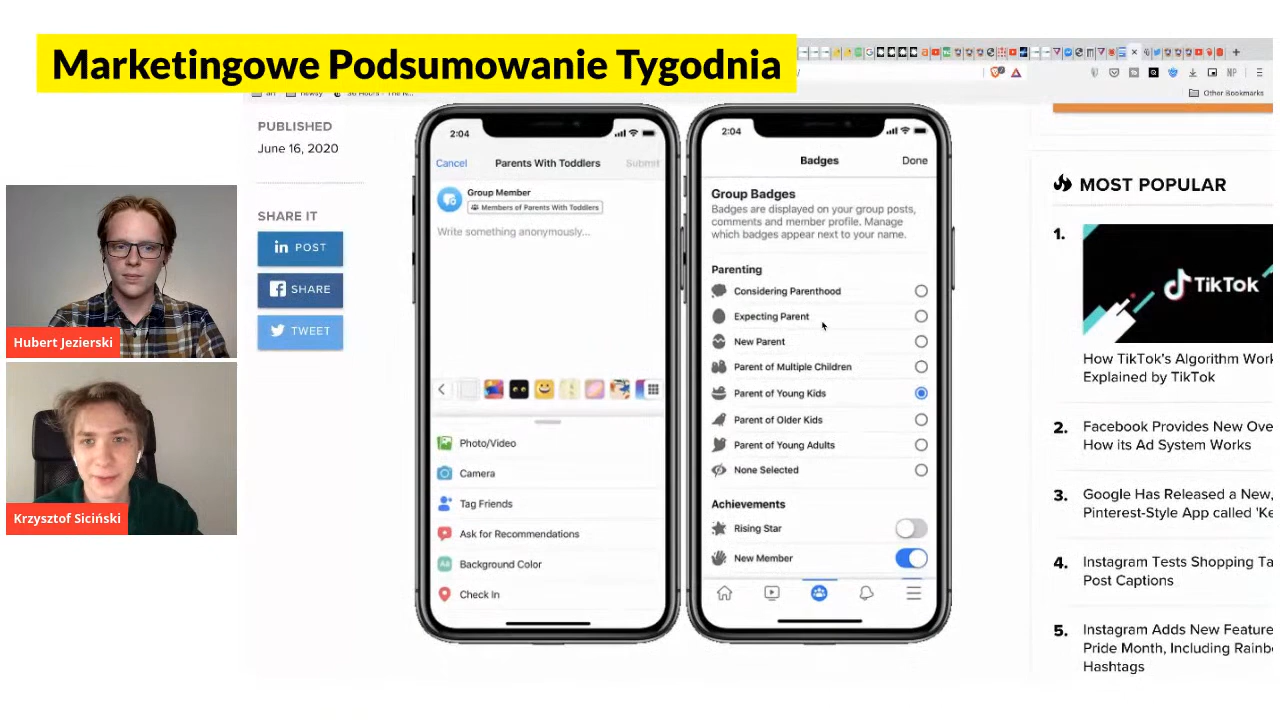 Marketingowe Podsumowanie Tygodnia
NP
Other Bookmarks
PUBLISHED
June 16, 2020
SHARE IT
in POST
SHARE
TWEET
Hubert Jezierski
Krzysztof Siciński
2:04
Cancel
Parents With Toddlers
Submit
Group Member
Members of Parents With Toddlers
Write something anonymously...
Photo/Video
Camera
Tag Friends
Ask for Recommendations
Aa
Background Color
Check In
2:04
Badges
Done
Group Badges
Badges are displayed on your group posts,
comments and member profile. Manage
which badges appear next to your name.
Parenting
Considering Parenthood
Expecting Parent
New Parent
Parent of Multiple Children
Parent of Young Kids
Parent of Older Kids
Parent of Young Adults
None Selected
Achievements
Rising Star
New Member
MOST POPULAR
1.
TikTok
How TikTok's Algorithm Work
Explained by TikTok
2.
Facebook Provides New Ove
How its Ad System Works
3.
Google Has Released a New,
Pinterest-Style App called 'Ke
4.
Instagram Tests Shopping Ta
Post Captions
5.
Instagram Adds New Feature
Pride Month, Including Rainbo
Hashtags